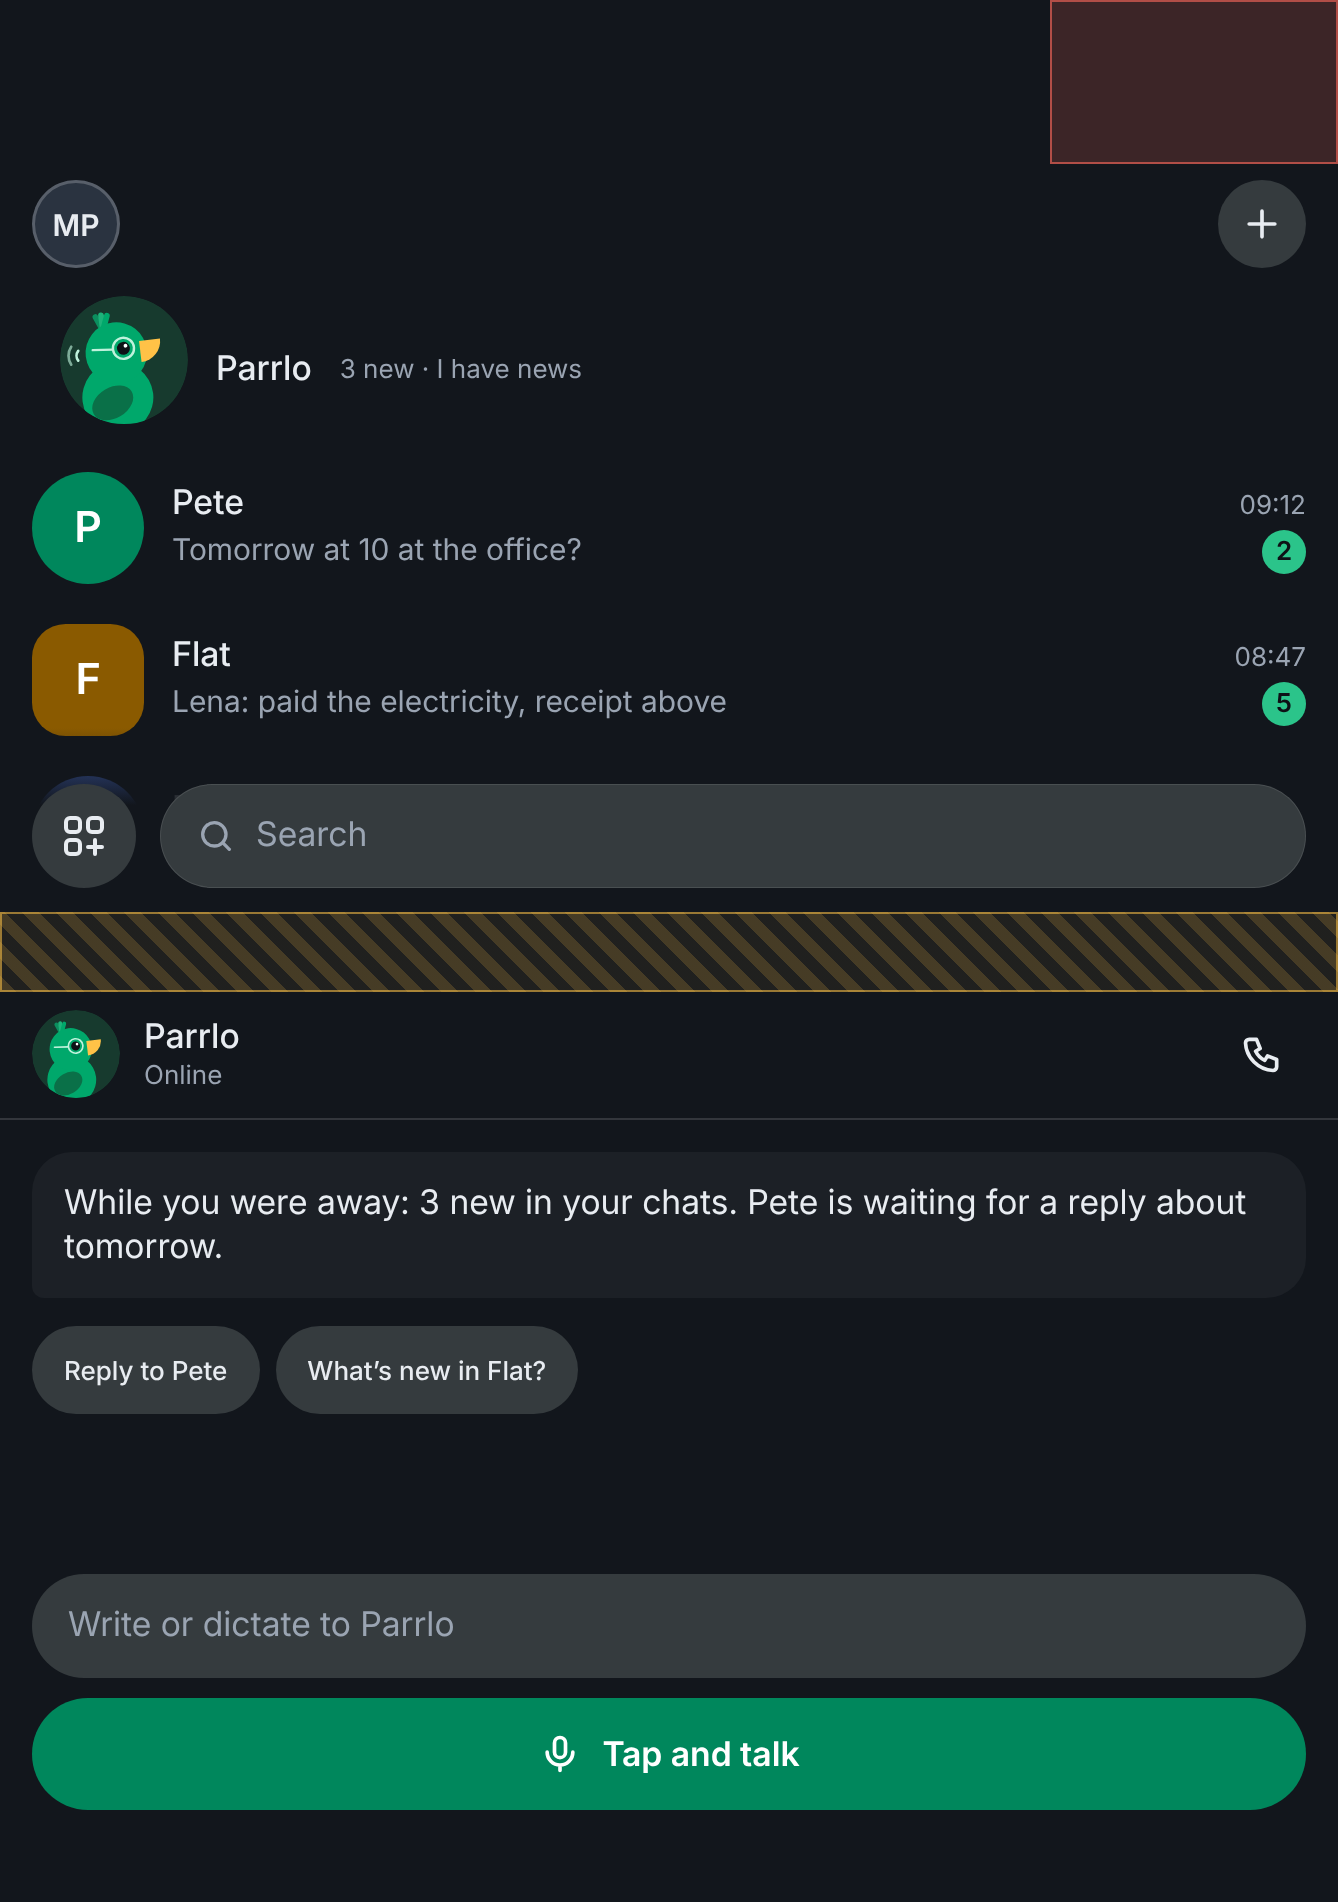 MP
Parrlo 3 new · I have news
P
Pete 09:12
Tomorrow at 10 at the office? 2
F
Flat 08:47
Lena: paid the electricity, receipt above 5
Search
Parrlo
Online
While you were away: 3 new in your chats. Pete is waiting for a reply about
tomorrow.
Reply to Pete What’s new in Flat?
Write or dictate to Parrlo
Tap and talk